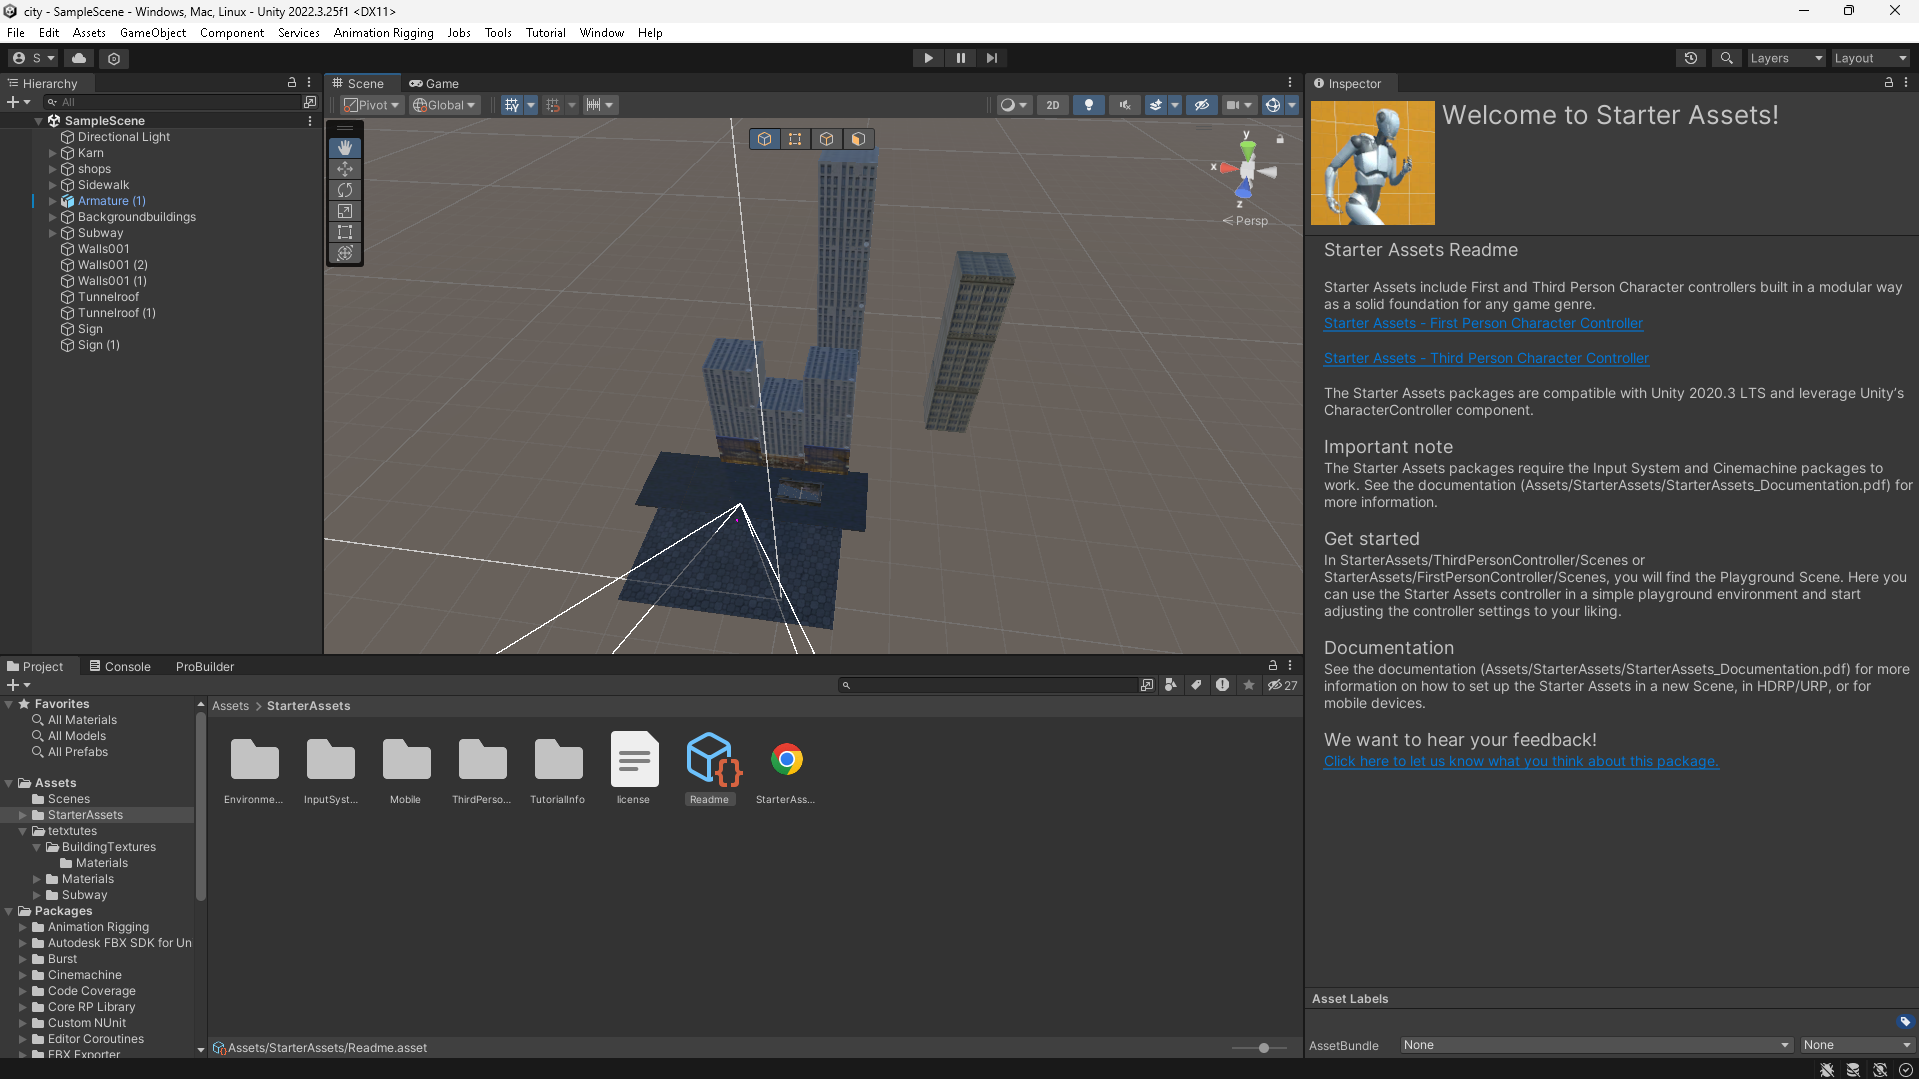 city - SampleScene - Windows, Mac, Linux - Unity 2022.3.25f1 <DX11>
File Edit Assets GameObject Component Services Animation Rigging Jobs Tools Tutorial Window Help
S
Layers
Layout
Hierarchy
All
SampleScene
Directional Light
Karn
shops
Sidewalk
Armature (1)
Backgroundbuildings
Subway
Walls001
Walls001 (2)
Walls001 (1)
Tunnelroof
Tunnelroof (1)
Sign
Sign (1)
Scene
Game
Pivot
Global
2D
y
x
z
Persp
Inspector
Welcome to Starter Assets!
Starter Assets Readme
Starter Assets include First and Third Person Character controllers built in a modular way
as a solid foundation for any game genre.
Starter Assets - First Person Character Controller
Starter Assets - Third Person Character Controller
The Starter Assets packages are compatible with Unity 2020.3 LTS and leverage Unity's
CharacterController component.
Important note
The Starter Assets packages require the Input System and Cinemachine packages to
work. See the documentation (Assets/StarterAssets/StarterAssets_Documentation.pdf) for
more information.
Get started
In StarterAssets/ThirdPersonController/Scenes or
StarterAssets/FirstPersonController/Scenes, you will find the Playground Scene. Here you
can use the Starter Assets controller in a simple playground environment and start
adjusting the controller settings to your liking.
Documentation
See the documentation (Assets/StarterAssets/StarterAssets_Documentation.pdf) for more
information on how to set up the Starter Assets in a new Scene, in HDRP/URP, or for
mobile devices.
We want to hear your feedback!
Click here to let us know what you think about this package.
Asset Labels
AssetBundle
None
None
Project
Console
ProBuilder
27
Favorites
All Materials
All Models
All Prefabs
Assets
Scenes
StarterAssets
tetxtutes
BuildingTextures
Materials
Materials
Subway
Packages
Animation Rigging
Autodesk FBX SDK for Un
Burst
Cinemachine
Code Coverage
Core RP Library
Custom NUnit
Editor Coroutines
FBX Exporter
Assets > StarterAssets
Environme...
InputSyst...
Mobile
ThirdPerso...
TutorialInfo
license
Readme
StarterAss...
Assets/StarterAssets/Readme.asset